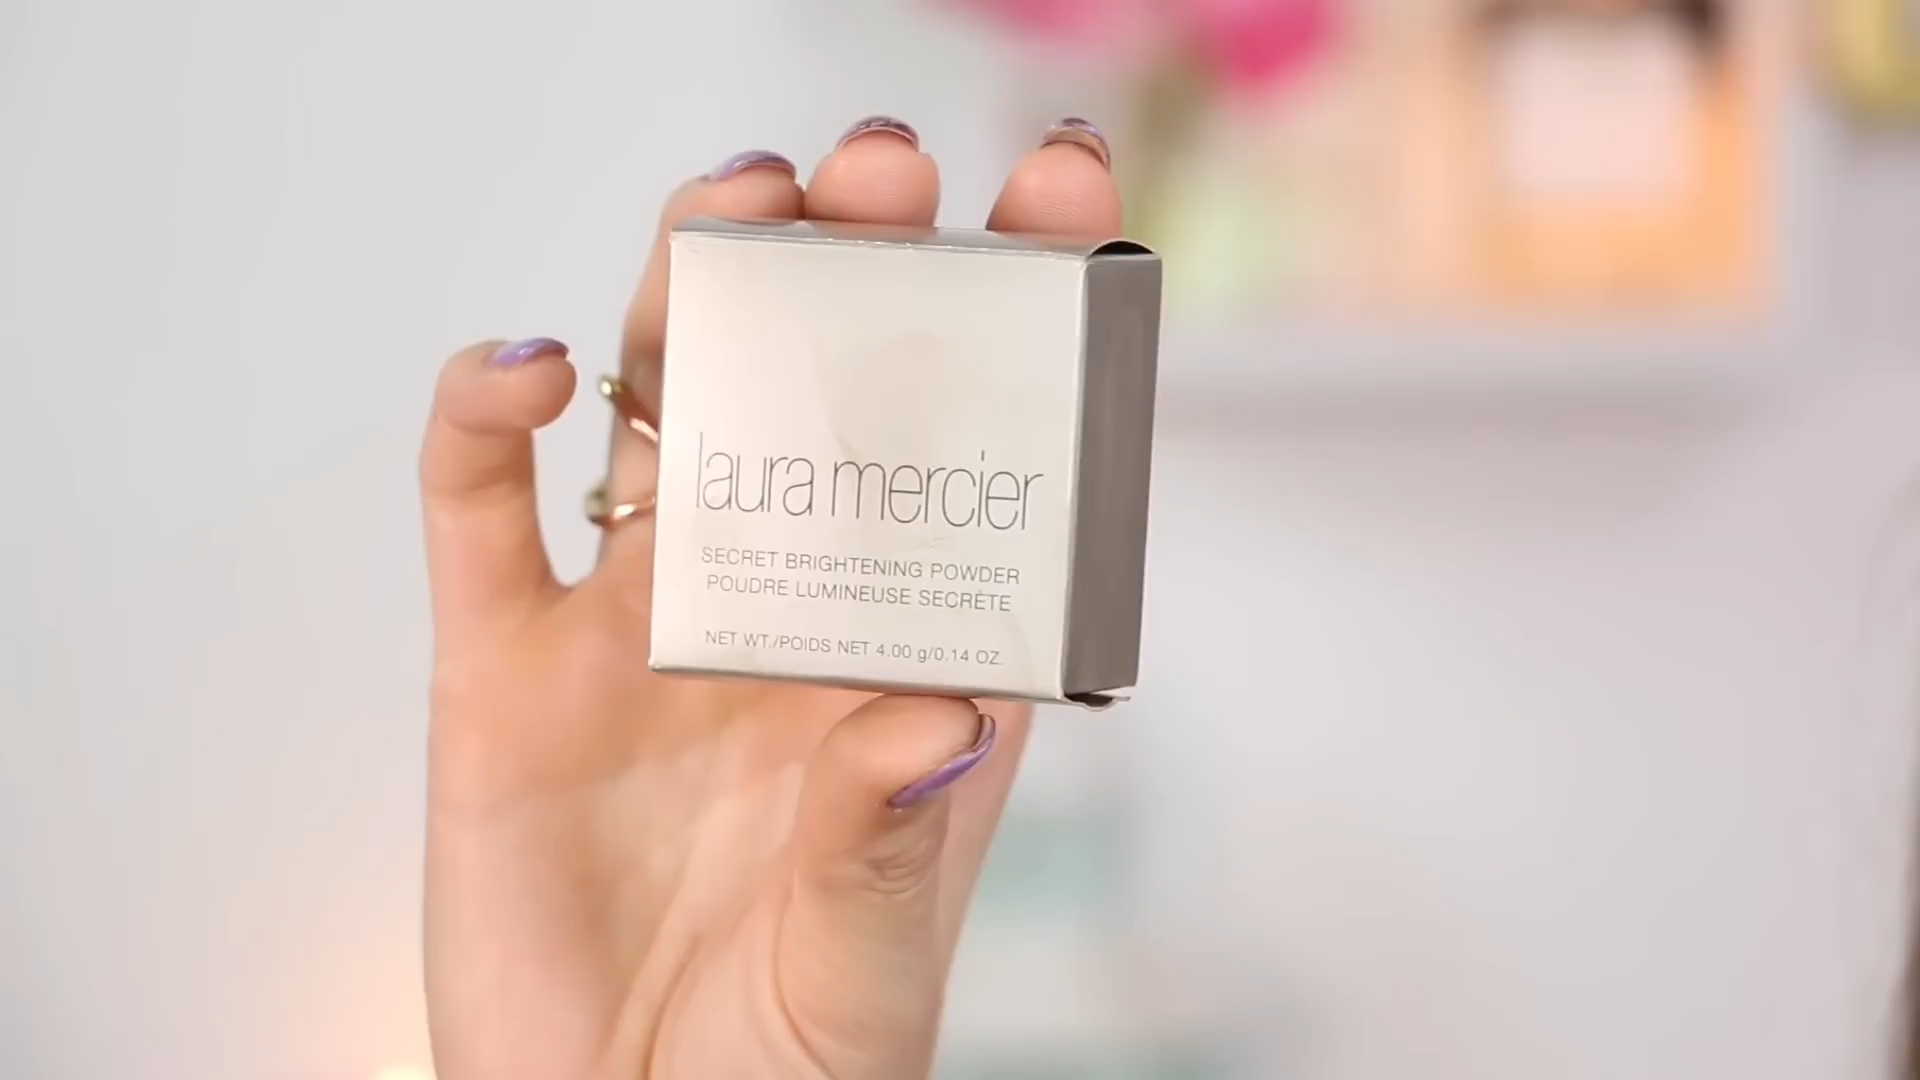 laura mercier
SECRET BRIGHTENING POWDER
POUDRE LUMINEUSE SECRÈTE
NET WT./POIDS NET 4.00 g/0.14 OZ.